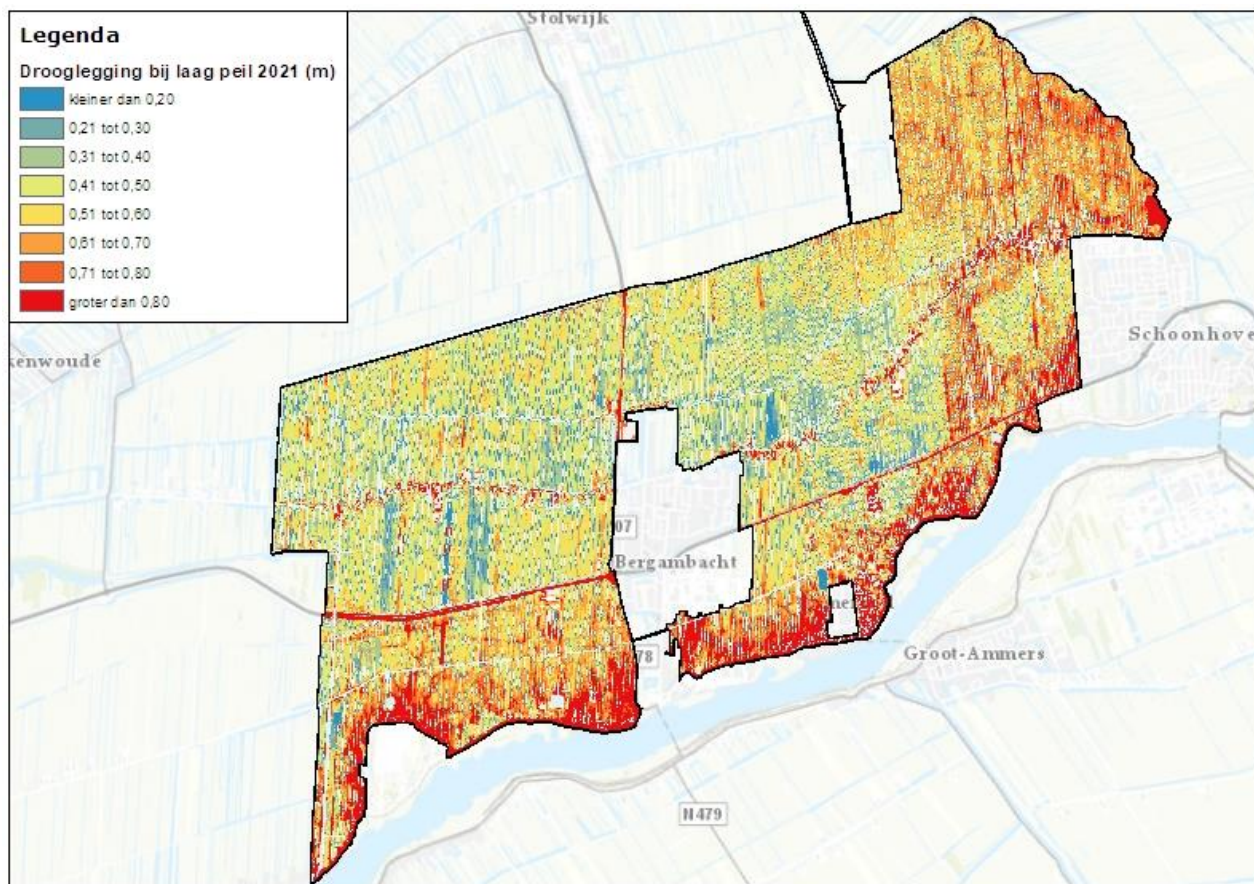 Legenda
Drooglegging bij laag peil 2021 (m)
kleiner dan 0,20
0,21 tot 0,30
0,31 tot 0,40
0,41 tot 0,50
0,51 tot 0,60
0,61 tot 0,70
0,71 tot 0,80
groter dan 0,80
Stolwijk
kenwoude
Schoonhove
07
Bergambacht
Groot-Ammers
78
N479